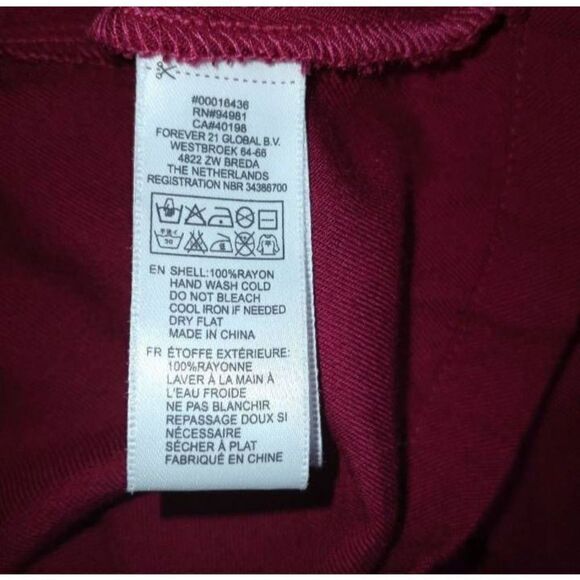 #00016436
RN#94981
CA#40198
FOREVER 21 GLOBAL B.V.
WESTBROEK 64-66
4822 ZW BREDA
THE NETHERLANDS
REGISTRATION NBR 34386700
EN SHELL:100%RAYON
HAND WASH COLD
DO NOT BLEACH
COOL IRON IF NEEDED
DRY FLAT
MADE IN CHINA
FR ÉTOFFE EXTÉRIEURE:
100%RAYONNE
LAVER À LA MAIN À
L'EAU FROIDE
NE PAS BLANCHIR
REPASSAGE DOUX SI
NÉCESSAIRE
SÉCHER À PLAT
FABRIQUÉ EN CHINE